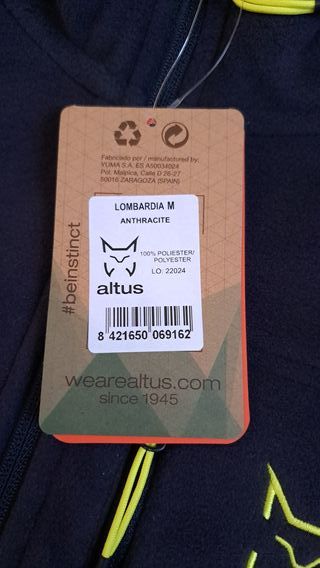 Fabricado por / manufactured by:
YUMA S.A. ES A50034024
Pol. Malpica, Calle D 26-27
50016 ZARAGOZA (SPAIN)
LOMBARDIA M
ANTHRACITE
100% POLIESTER/
POLYESTER
LO: 22024
altus
8 421650 069162
#beinstinct
wearealtus.com
since 1945